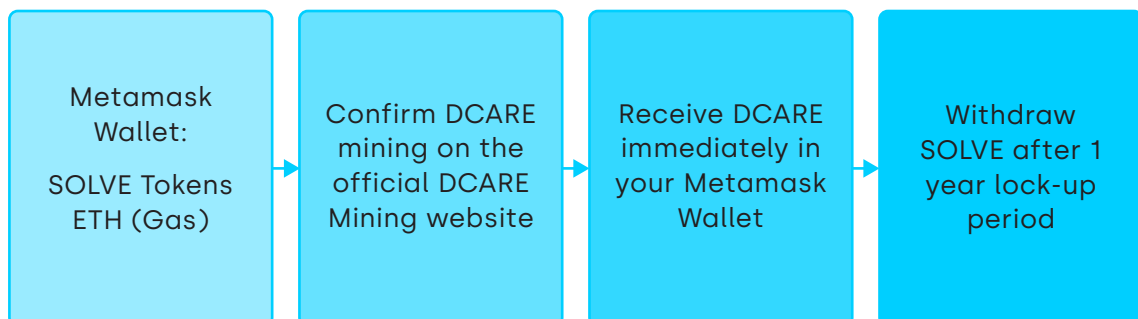 Metamask
Wallet:
SOLVE Tokens
ETH (Gas)
Confirm DCARE
mining on the
official DCARE
Mining website
Receive DCARE
immediately in
your Metamask
Wallet
Withdraw
SOLVE after 1
year lock-up
period